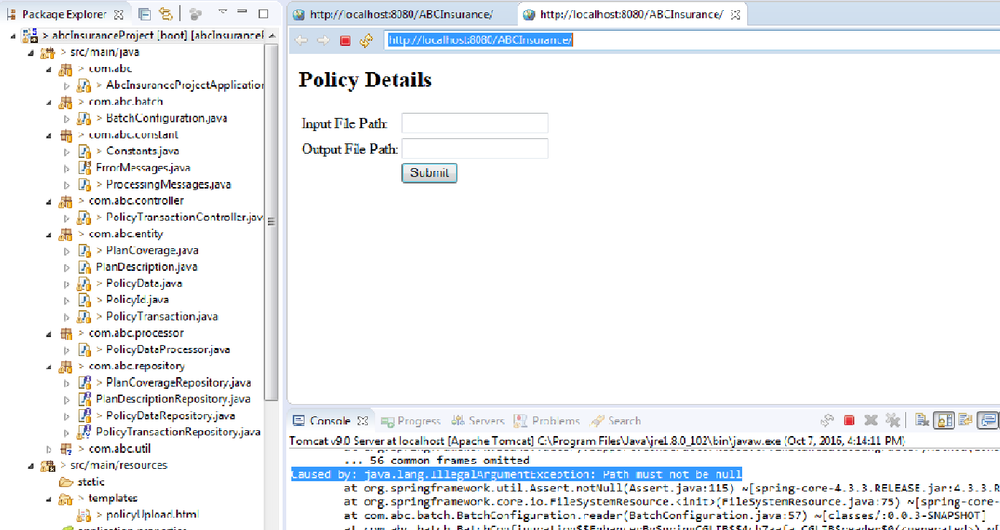 Package Explorer
> abcInsuranceProject [boot] [abcInsuranceP
> src/main/java
> com.abc
> AbcInsuranceProjectApplication
> com.abc.batch
> BatchConfiguration.java
> com.abc.constant
> Constants.java
ErrorMessages.java
> ProcessingMessages.java
> com.abc.controller
> PolicyTransactionController.jav
> com.abc.entity
> PlanCoverage.java
PlanDescription.java
> PolicyData.java
> PolicyId.java
> PolicyTransaction.java
> com.abc.processor
> PolicyDataProcessor.java
> com.abc.repository
> PlanCoverageRepository.java
PlanDescriptionRepository.java
> PolicyDataRepository.java
> PolicyTransactionRepository.java
> com.abc.util
> src/main/resources
static
> templates
> policyUpload.html
application.properties
http://localhost:8080/ABCInsurance/
http://localhost:8080/ABCInsurance/
http://localhost:8080/ABCInsurance/
Policy Details
Input File Path:
Output File Path:
Submit
Console Progress Servers Problems Search
Tomcat v9.0 Server at localhost [Apache Tomcat] C:\Program Files\Java\jre1.8.0_102\bin\javaw.exe (Oct 7, 2016, 4:14:11 PM)
... 56 common frames omitted
Caused by: java.lang.IllegalArgumentException: Path must not be null
at org.springframework.util.Assert.notNull(Assert.java:115) ~[spring-core-4.3.3.RELEASE.jar:4.3.3.R
at org.springframework.core.io.FileSystemResource.<init>(FileSystemResource.java:75) ~[spring-core-
at com.abc.batch.BatchConfiguration.reader(BatchConfiguration.java:57) ~[classes/:0.0.3-SNAPSHOT]